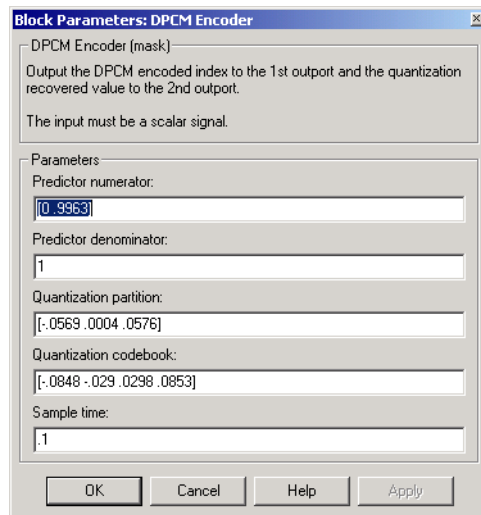 Block Parameters: DPCM Encoder
DPCM Encoder (mask)
Output the DPCM encoded index to the 1st outport and the quantization
recovered value to the 2nd outport.
The input must be a scalar signal.
Parameters
Predictor numerator:
[0 .9963]
Predictor denominator:
1
Quantization partition:
[-.0569 .0004 .0576]
Quantization codebook:
[-.0848 -.029 .0298 .0853]
Sample time:
.1
OK Cancel Help Apply